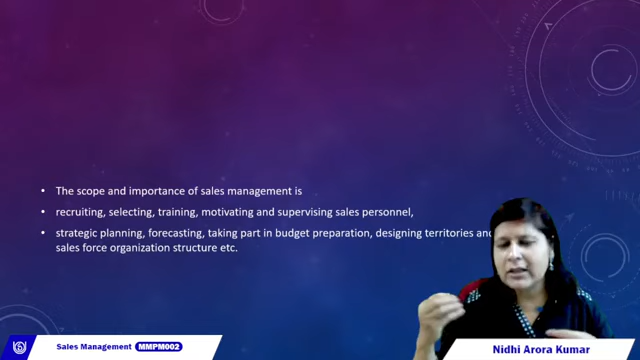 • The scope and importance of sales management is
• recruiting, selecting, training, motivating and supervising sales personnel,
• strategic planning, forecasting, taking part in budget preparation, designing territories and
sales force organization structure etc.
Sales Management MMPM002
Nidhi Arora Kumar